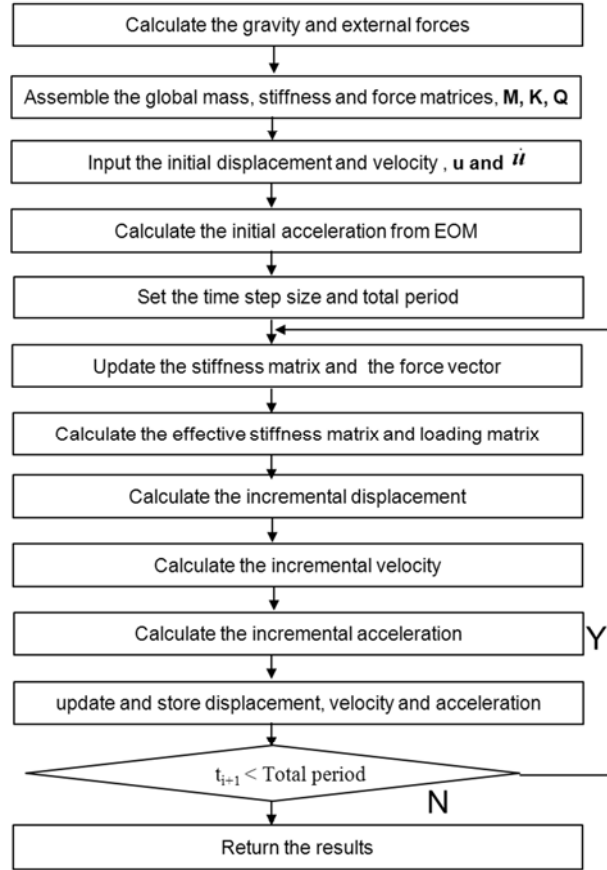 Calculate the gravity and external forces
Assemble the global mass, stiffness and force matrices, M, K, Q
Input the initial displacement and velocity , u and u̇
Calculate the initial acceleration from EOM
Set the time step size and total period
Update the stiffness matrix and the force vector
Calculate the effective stiffness matrix and loading matrix
Calculate the incremental displacement
Calculate the incremental velocity
Calculate the incremental acceleration
Y
update and store displacement, velocity and acceleration
tᵢ₊₁ < Total period
N
Return the results